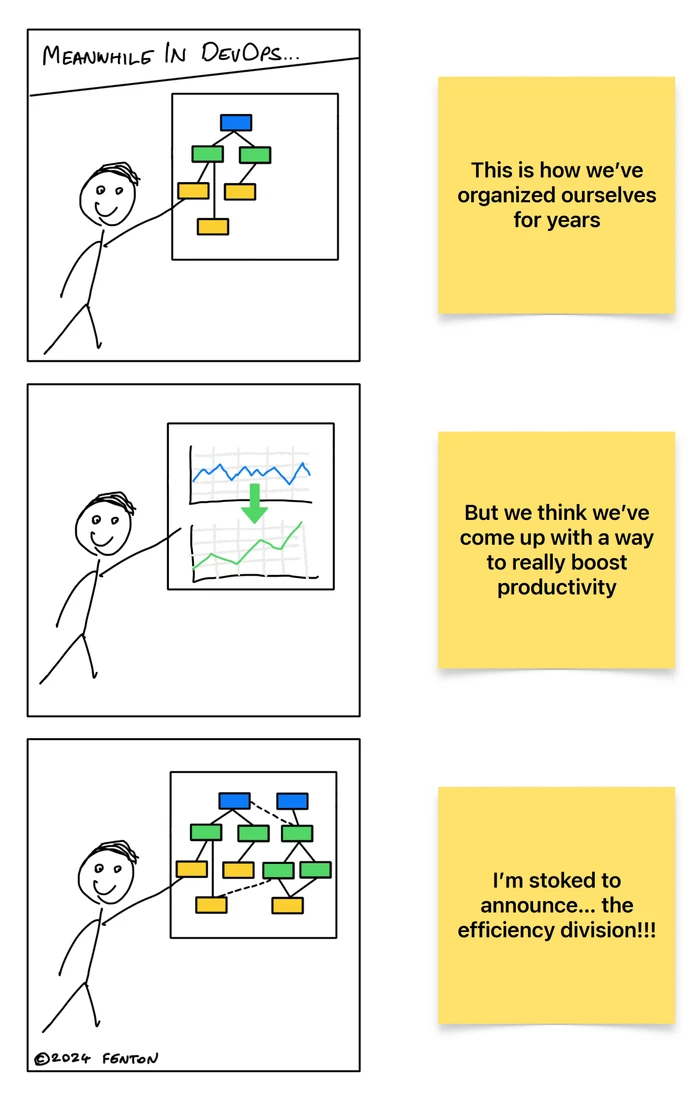 MEANWHILE IN DEVOPS...
This is how we’ve
organized ourselves
for years
But we think we’ve
come up with a way
to really boost
productivity
I’m stoked to
announce... the
efficiency division!!!
©2024 FENTON